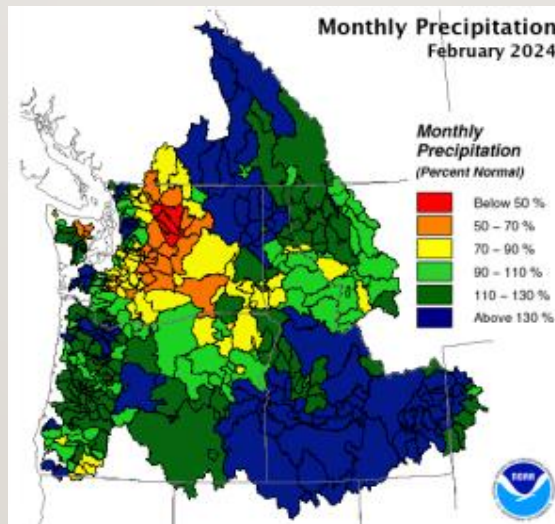 Monthly Precipitation
February 2024
Monthly
Precipitation
(Percent Normal)
Below 50 %
50 – 70 %
70 – 90 %
90 – 110 %
110 – 130 %
Above 130 %
NOAA